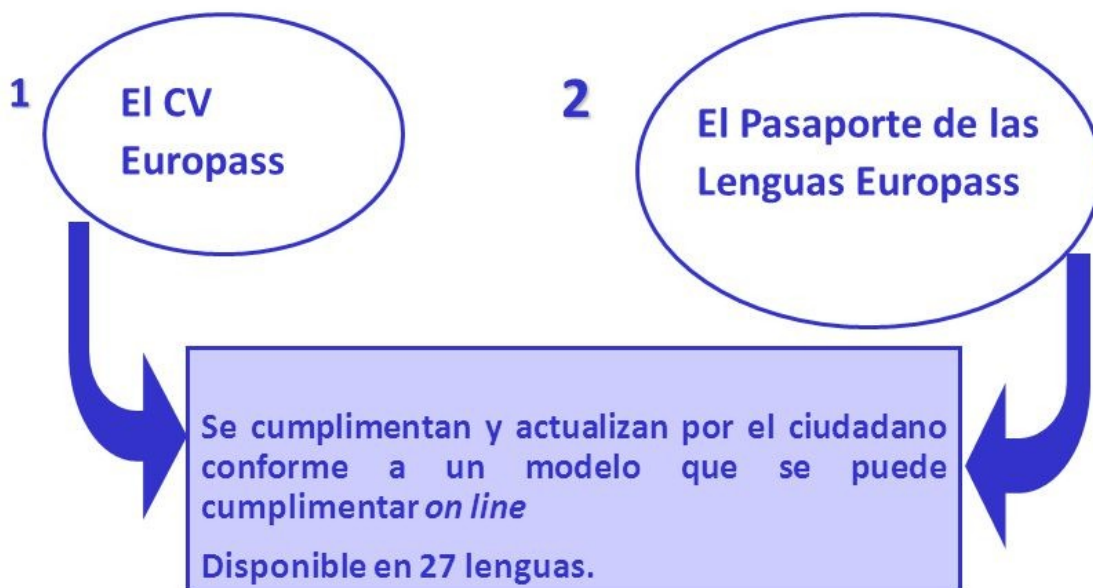 1
El CV
Europass
2
El Pasaporte de las
Lenguas Europass
Se cumplimentan y actualizan por el ciudadano
conforme a un modelo que se puede
cumplimentar on line
Disponible en 27 lenguas.